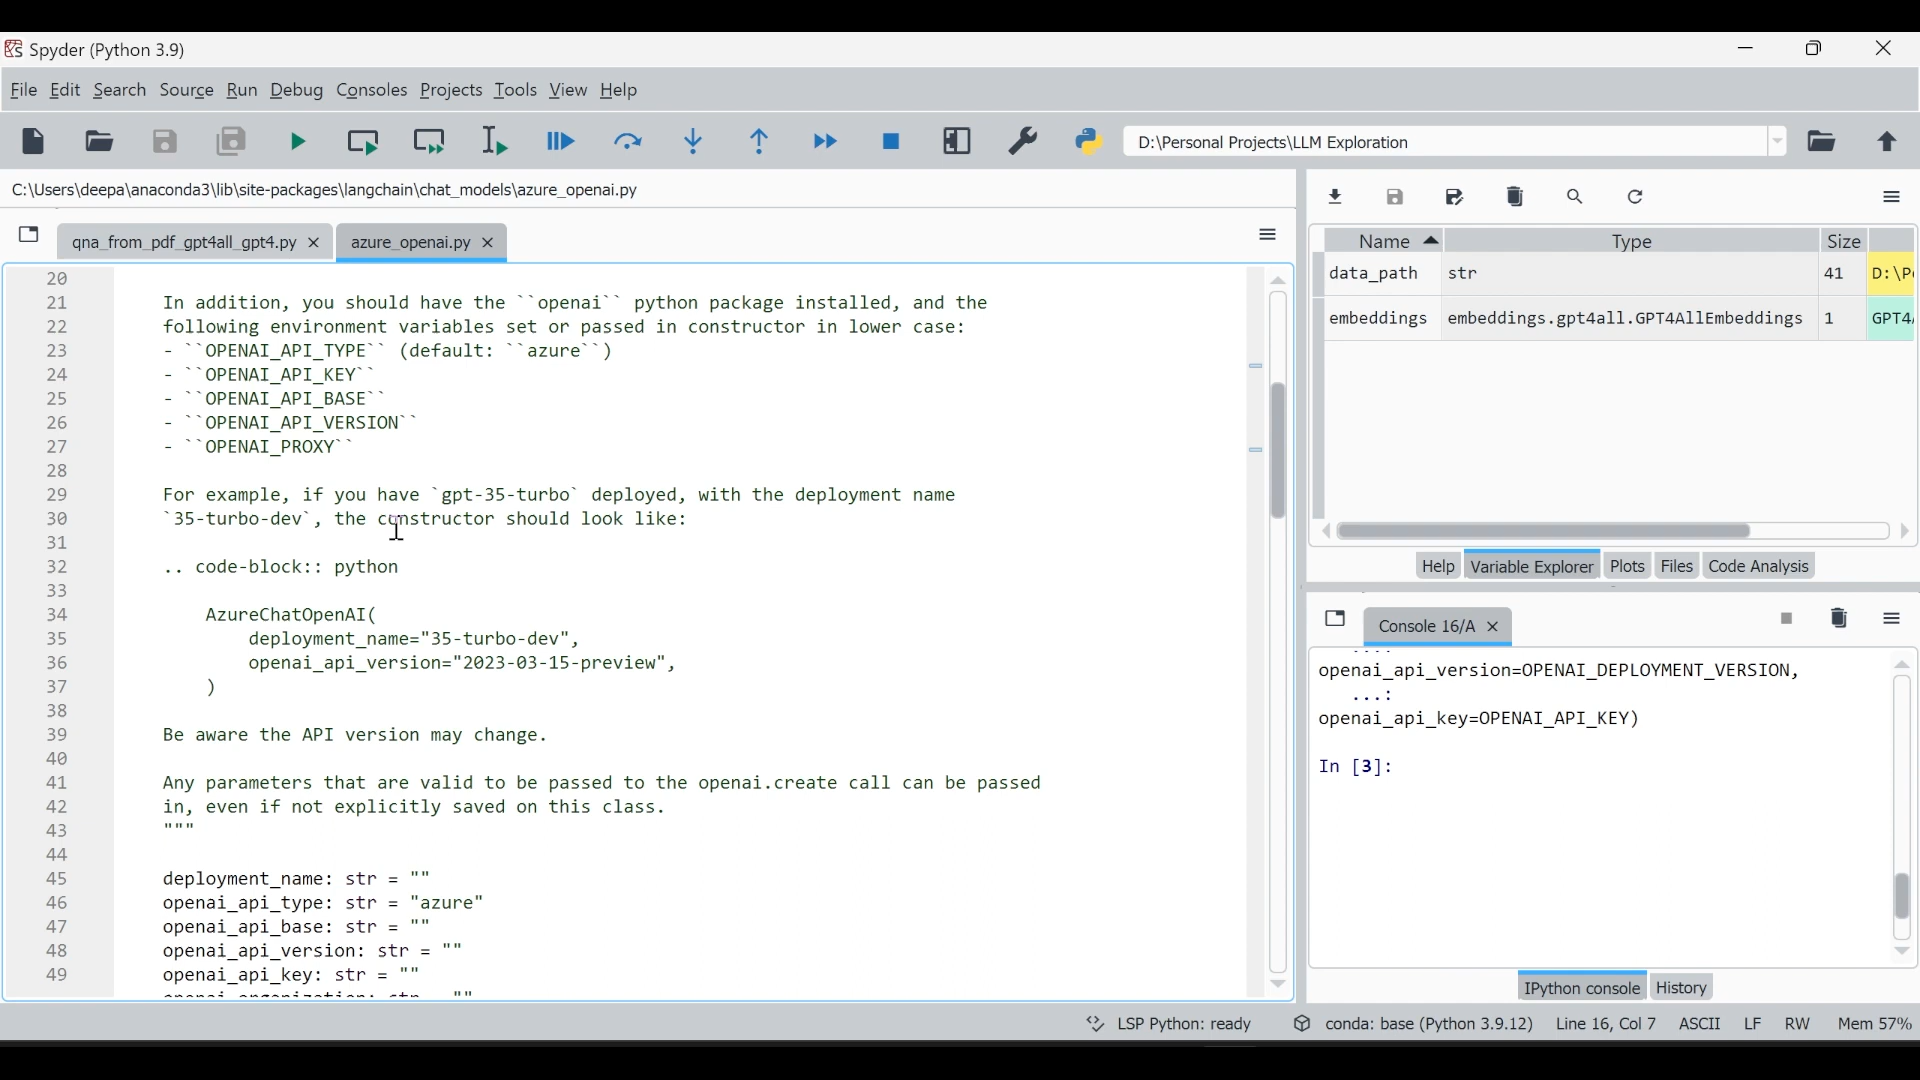 Spyder (Python 3.9)
File Edit Search Source Run Debug Consoles Projects Tools View Help
D:\Personal Projects\LLM Exploration
C:\Users\deepa\anaconda3\lib\site-packages\langchain\chat_models\azure_openai.py
qna_from_pdf_gpt4all_gpt4.py
azure_openai.py
20
21 In addition, you should have the ``openai`` python package installed, and the
22 following environment variables set or passed in constructor in lower case:
23 - ``OPENAI_API_TYPE`` (default: ``azure``)
24 - ``OPENAI_API_KEY``
25 - ``OPENAI_API_BASE``
26 - ``OPENAI_API_VERSION``
27 - ``OPENAI_PROXY``
28
29 For example, if you have `gpt-35-turbo` deployed, with the deployment name
30 `35-turbo-dev`, the constructor should look like:
31
32 .. code-block:: python
33
34 AzureChatOpenAI(
35 deployment_name="35-turbo-dev",
36 openai_api_version="2023-03-15-preview",
37 )
38
39 Be aware the API version may change.
40
41 Any parameters that are valid to be passed to the openai.create call can be passed
42 in, even if not explicitly saved on this class.
43 """
44
45 deployment_name: str = ""
46 openai_api_type: str = "azure"
47 openai_api_base: str = ""
48 openai_api_version: str = ""
49 openai_api_key: str = ""
Name Type Size
data_path str 41 D:\P
embeddings embeddings.gpt4all.GPT4AllEmbeddings 1 GPT4
Help Variable Explorer Plots Files Code Analysis
Console 16/A
openai_api_version=OPENAI_DEPLOYMENT_VERSION,
...:
openai_api_key=OPENAI_API_KEY)
In [3]:
IPython console History
LSP Python: ready conda: base (Python 3.9.12) Line 16, Col 7 ASCII LF RW Mem 57%